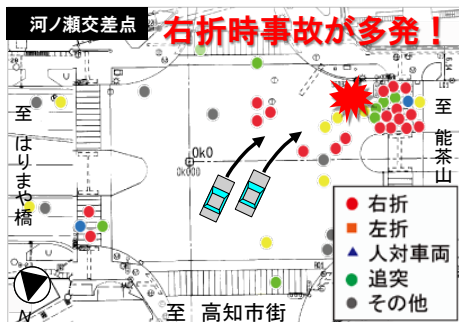 河ノ瀬交差点
右折時事故が多発！
至 はりまや橋
至 能茶山
0k0
0k000
右折
左折
人対車両
追突
その他
至 高知市街
N